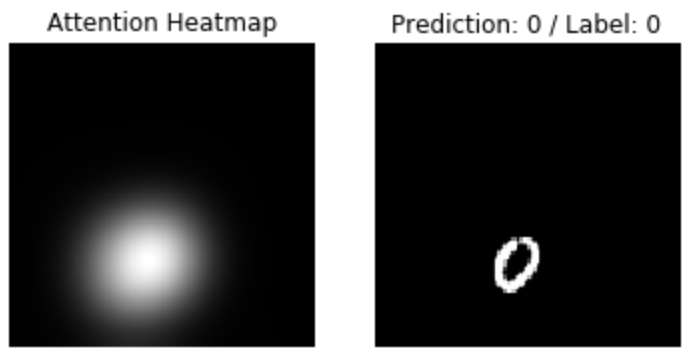 Attention Heatmap
Prediction: 0 / Label: 0
0